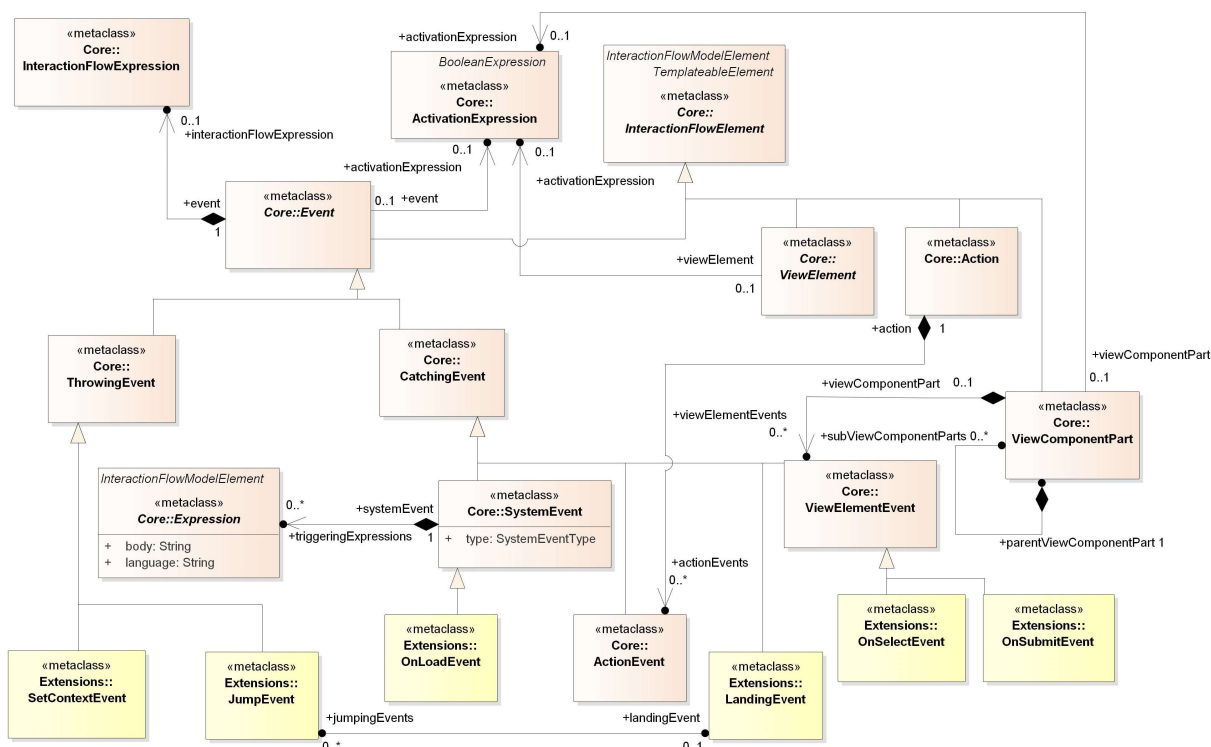 «metaclass»
Core::
InteractionFlowExpression
+activationExpression
0..1
BooleanExpression
«metaclass»
Core::
ActivationExpression
InteractionFlowModelElement
TemplateableElement
«metaclass»
Core::
InteractionFlowElement
0..1
+interactionFlowExpression
0..1
0..1
+activationExpression
+activationExpression
+event
1
«metaclass»
Core::Event
0..1 +event
+viewElement
0..1
«metaclass»
Core::
ViewElement
«metaclass»
Core::Action
+action
1
«metaclass»
Core::
ThrowingEvent
«metaclass»
Core::
CatchingEvent
+viewComponentPart
0..1
+viewComponentPart
0..1
+viewElementEvents
0..*
+subViewComponentParts 0..*
«metaclass»
Core::
ViewComponentPart
InteractionFlowModelElement
«metaclass»
Core::Expression
+ body: String
+ language: String
0..*
+triggeringExpressions
+systemEvent
1
«metaclass»
Core::SystemEvent
+ type: SystemEventType
«metaclass»
Core::
ViewElementEvent
+parentViewComponentPart 1
+actionEvents
0..*
«metaclass»
Extensions::
SetContextEvent
«metaclass»
Extensions::
JumpEvent
«metaclass»
Extensions::
OnLoadEvent
«metaclass»
Core::
ActionEvent
«metaclass»
Extensions::
LandingEvent
«metaclass»
Extensions::
OnSelectEvent
«metaclass»
Extensions::
OnSubmitEvent
+jumpingEvents
0..*
+landingEvent
0..1